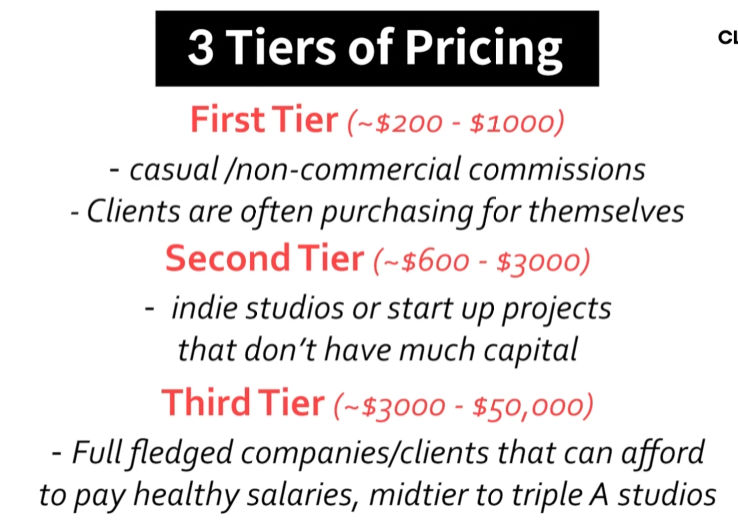 3 Tiers of Pricing
CL
First Tier (~$200 - $1000)
- casual /non-commercial commissions
- Clients are often purchasing for themselves
Second Tier (~$600 - $3000)
- indie studios or start up projects
that don't have much capital
Third Tier (~$3000 - $50,000)
- Full fledged companies/clients that can afford
to pay healthy salaries, midtier to triple A studios